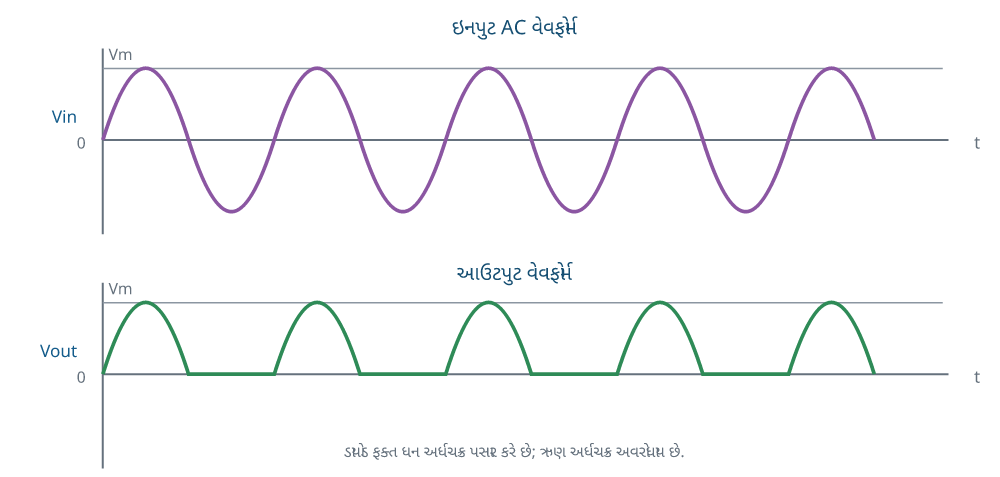 ઇનપુટ AC વેવફોર્મ
Vm
Vin
0
t
આઉટપુટ વેવફોર્મ
Vm
Vout
0
t
ડાયોડ ફક્ત ધન અર્ધચક્ર પસાર કરે છે; ઋણ અર્ધચક્ર અવરોધાય છે.